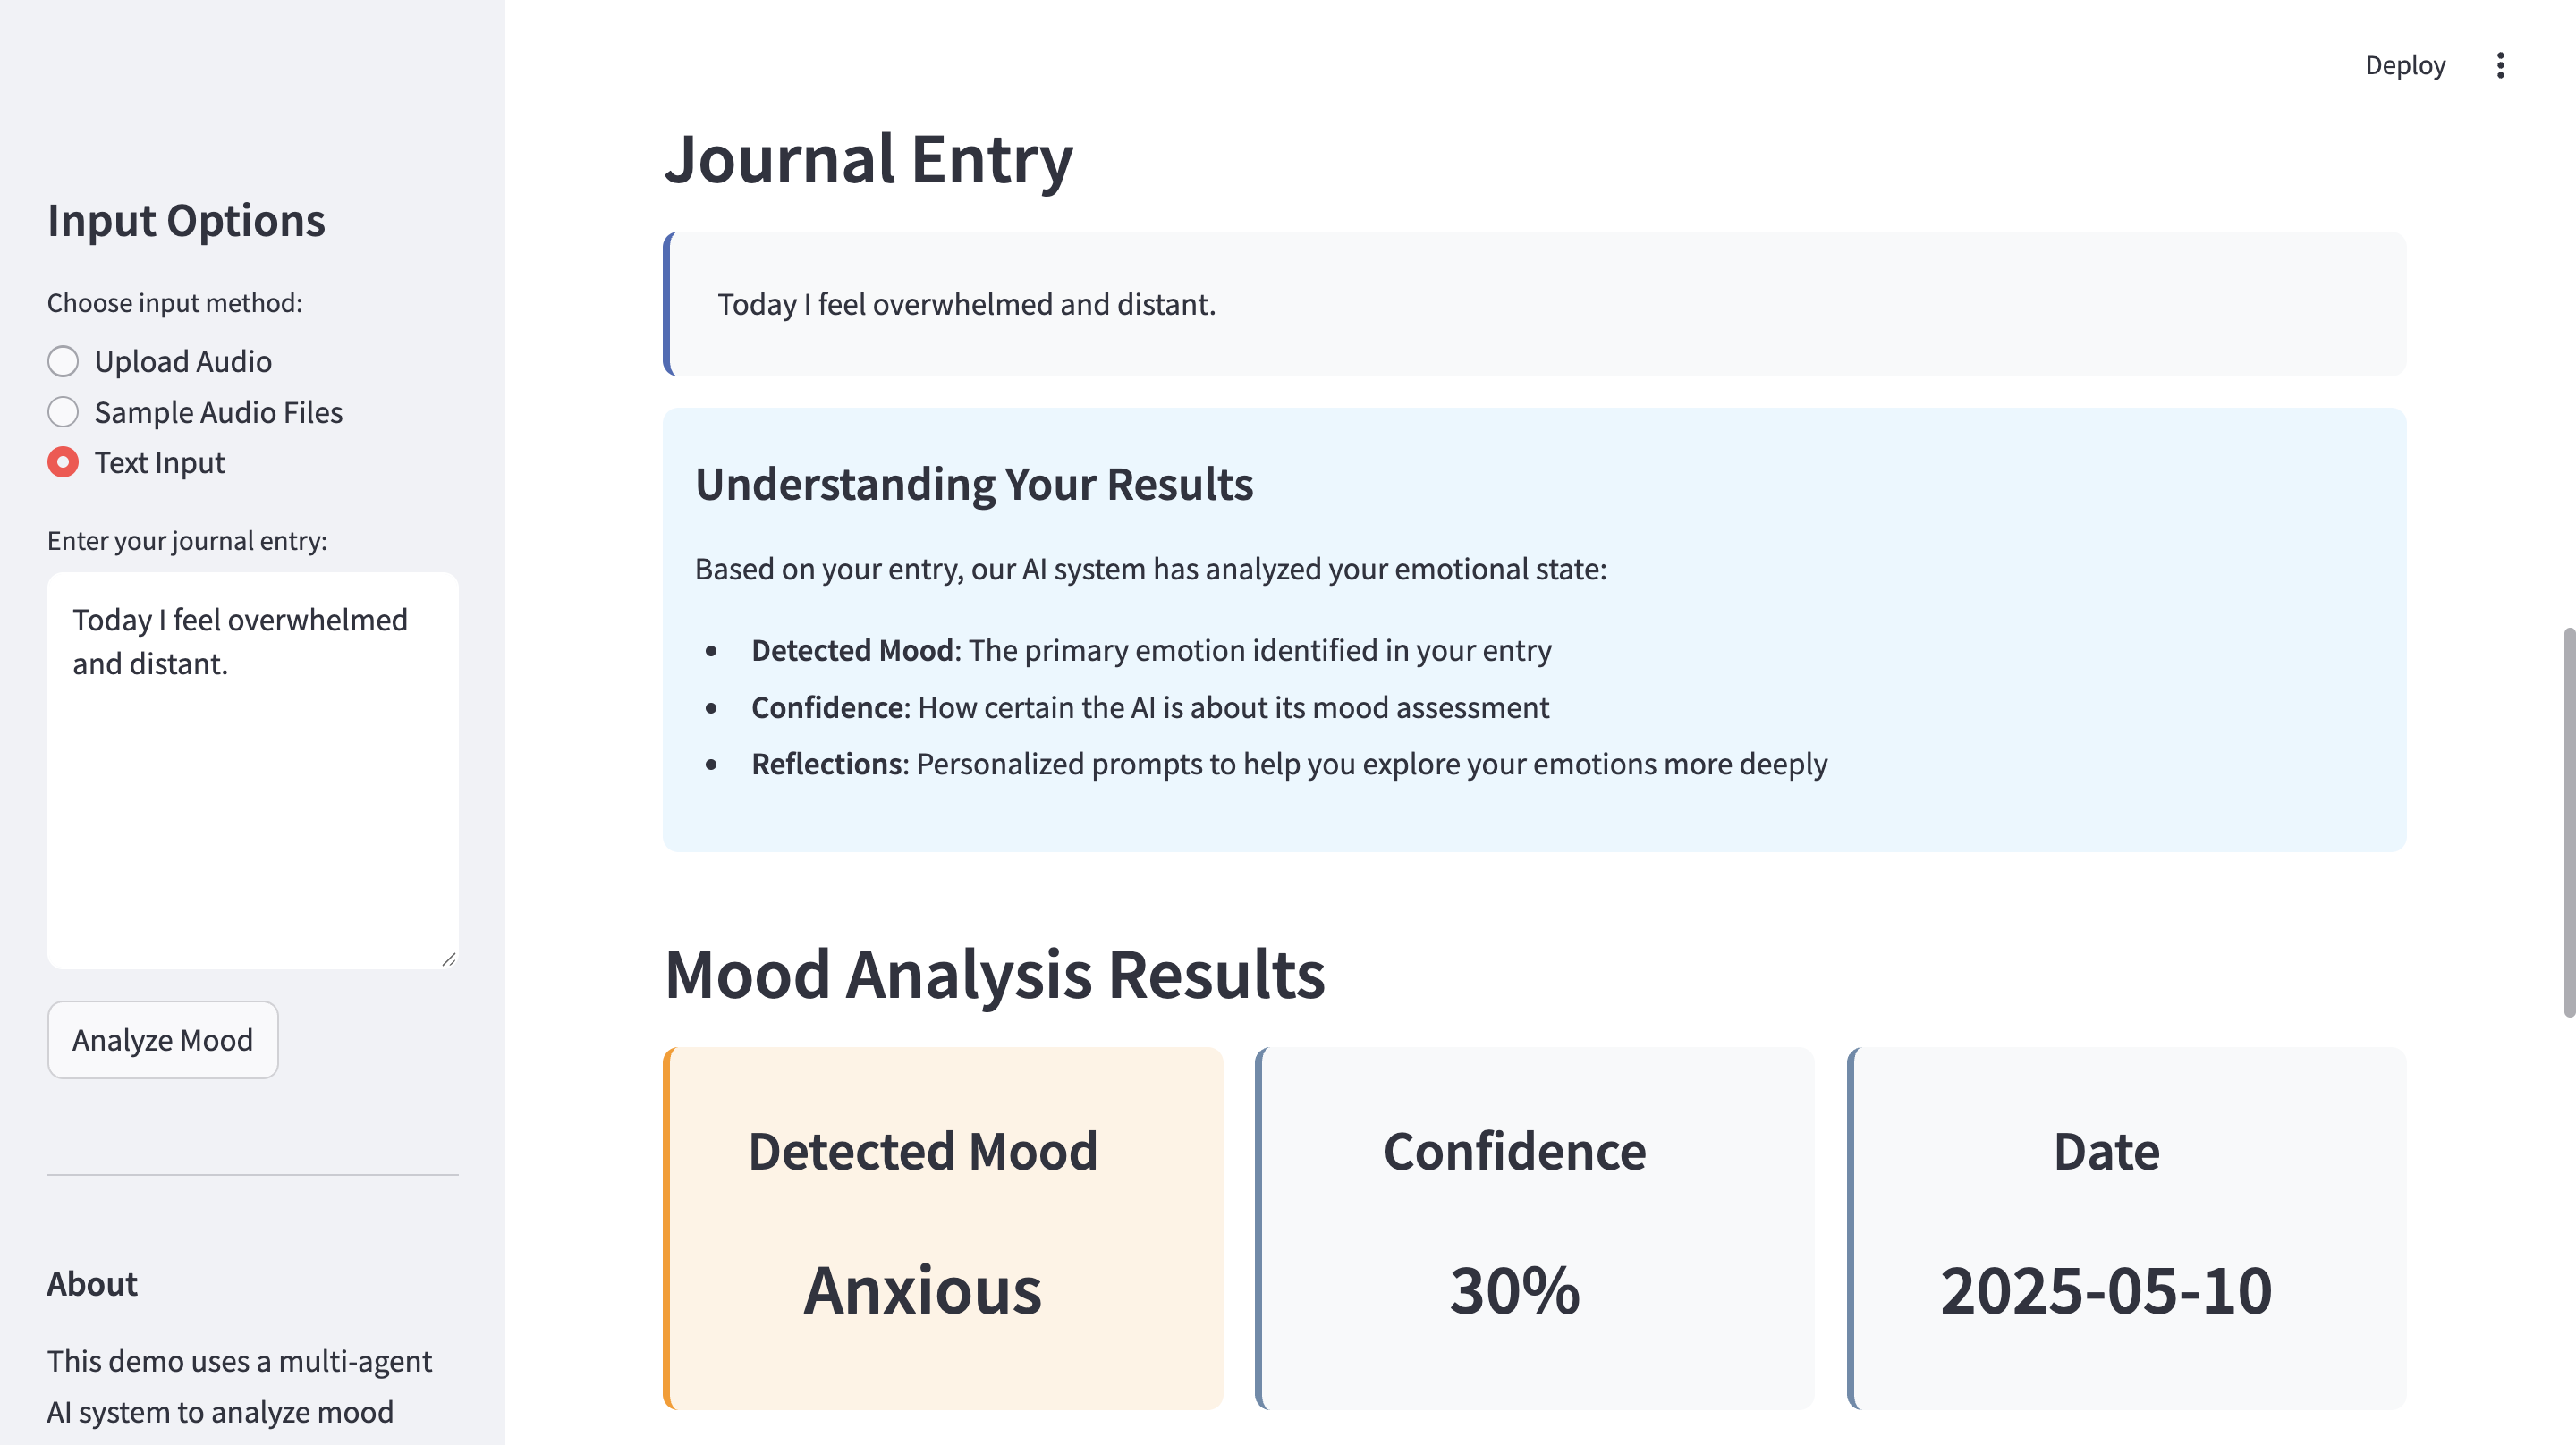 Deploy
Input Options
Choose input method:
Upload Audio
Sample Audio Files
Text Input
Enter your journal entry:
Today I feel overwhelmed
and distant.
Analyze Mood
About
This demo uses a multi-agent
AI system to analyze mood
Journal Entry
Today I feel overwhelmed and distant.
Understanding Your Results
Based on your entry, our AI system has analyzed your emotional state:
Detected Mood: The primary emotion identified in your entry
Confidence: How certain the AI is about its mood assessment
Reflections: Personalized prompts to help you explore your emotions more deeply
Mood Analysis Results
Detected Mood
Anxious
Confidence
30%
Date
2025-05-10